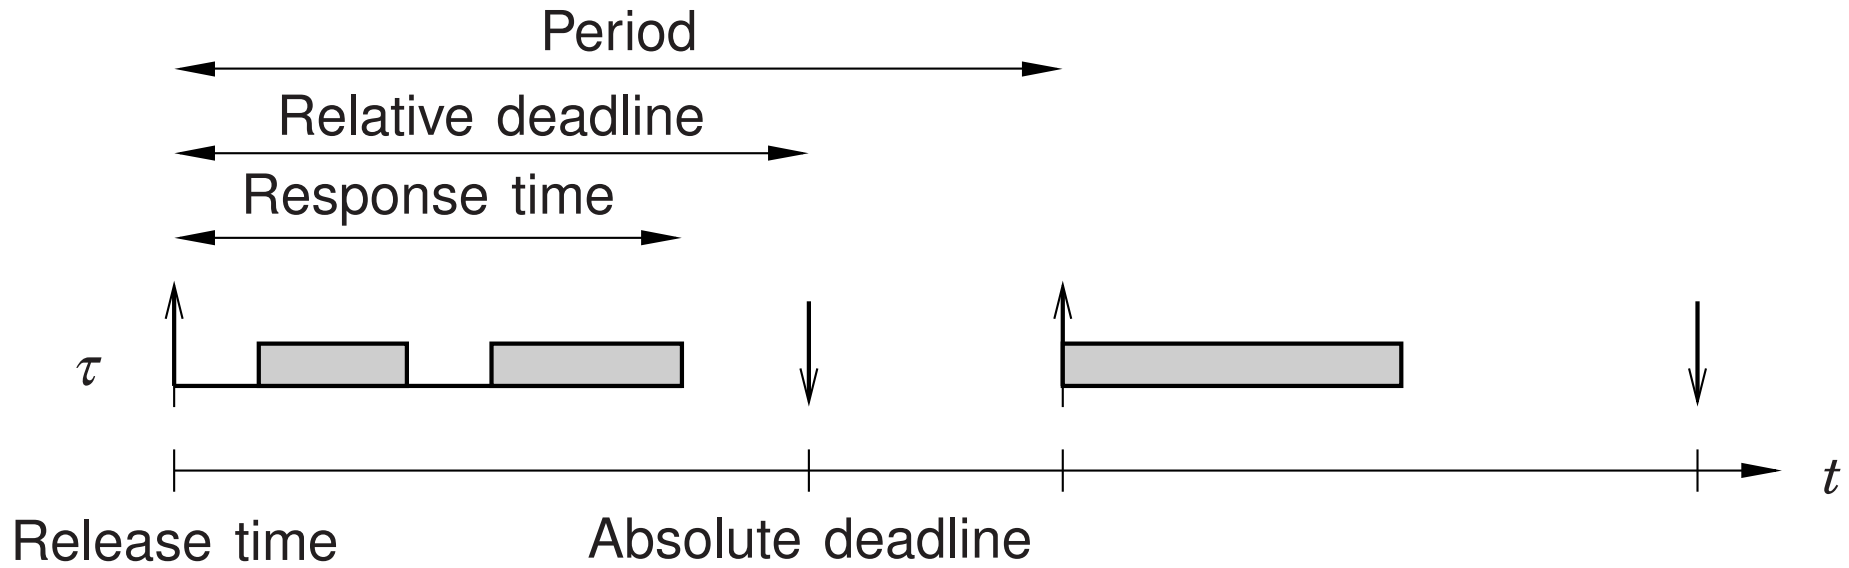 Period
Relative deadline
Response time
τ
t
Release time
Absolute deadline